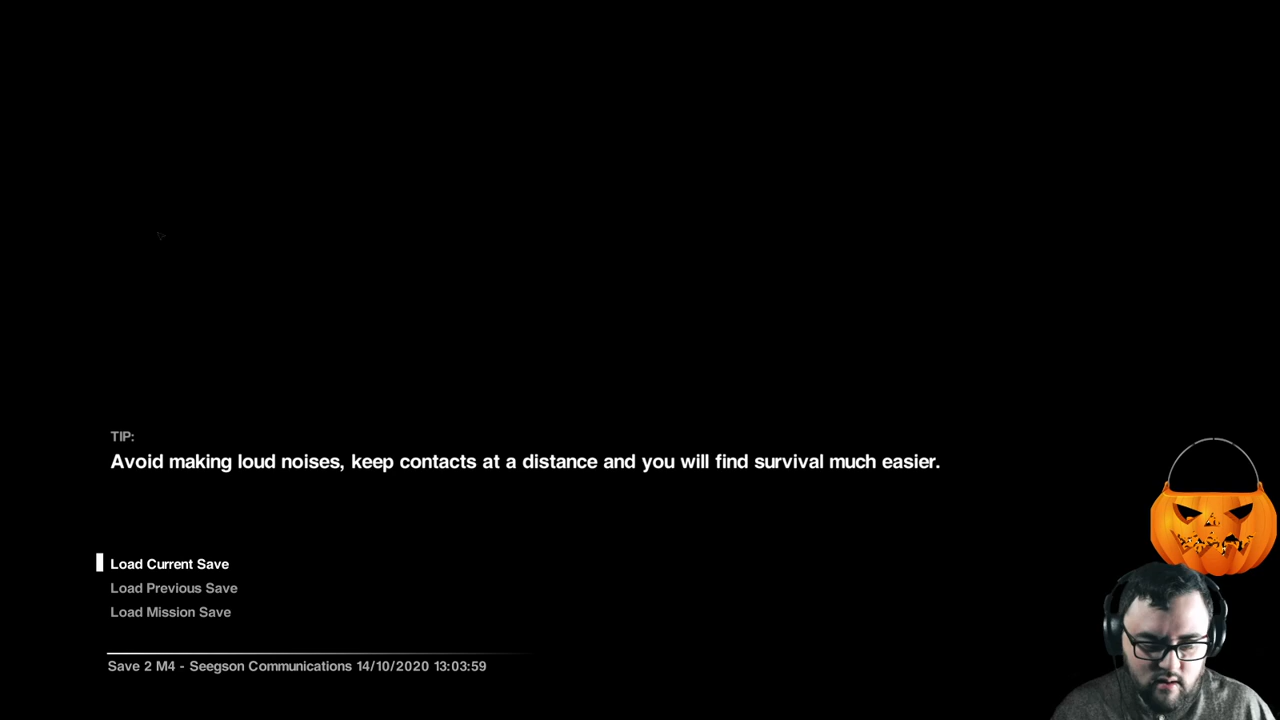 TIP:
Avoid making loud noises, keep contacts at a distance and you will find survival much easier.
Load Current Save
Load Previous Save
Load Mission Save
Save 2 M4 - Seegson Communications 14/10/2020 13:03:59